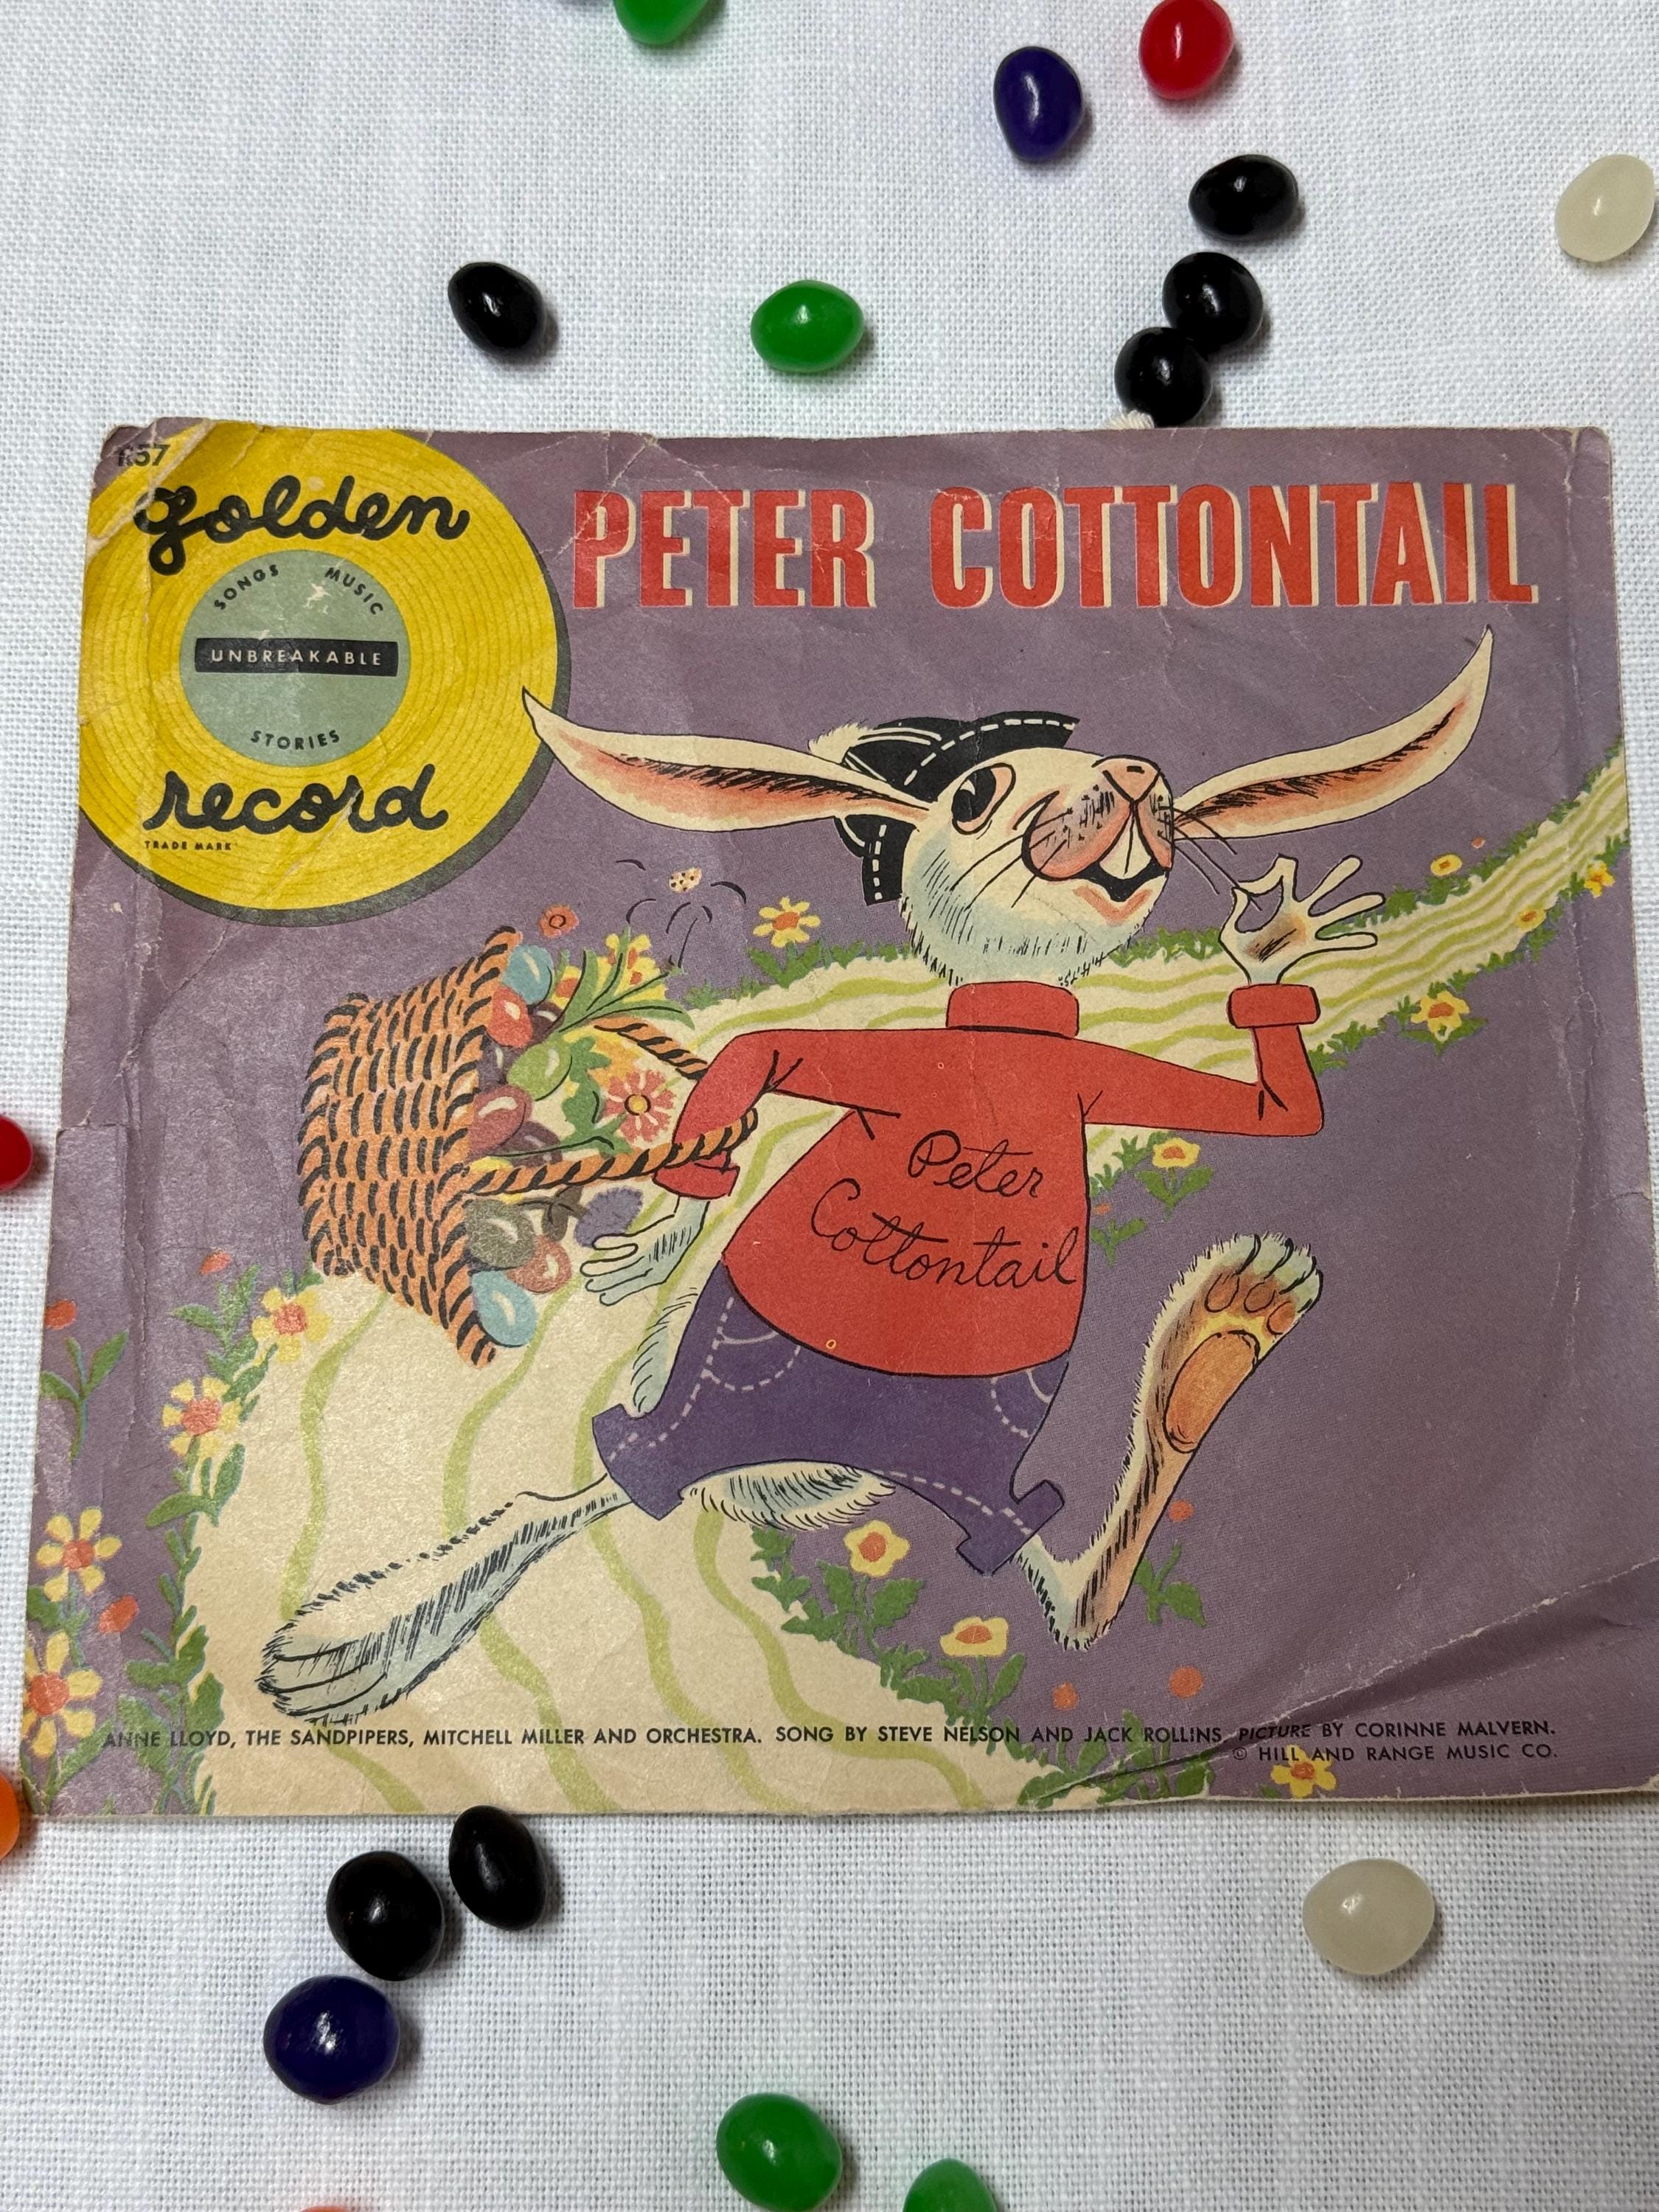 R57
golden
SONGS MUSIC
UNBREAKABLE
STORIES
record
TRADE MARK
PETER COTTONTAIL
Peter
Cottontail
ANNE LLOYD, THE SANDPIPERS, MITCHELL MILLER AND ORCHESTRA. SONG BY STEVE NELSON AND JACK ROLLINS. PICTURE BY CORINNE MALVERN.
© HILL AND RANGE MUSIC CO.